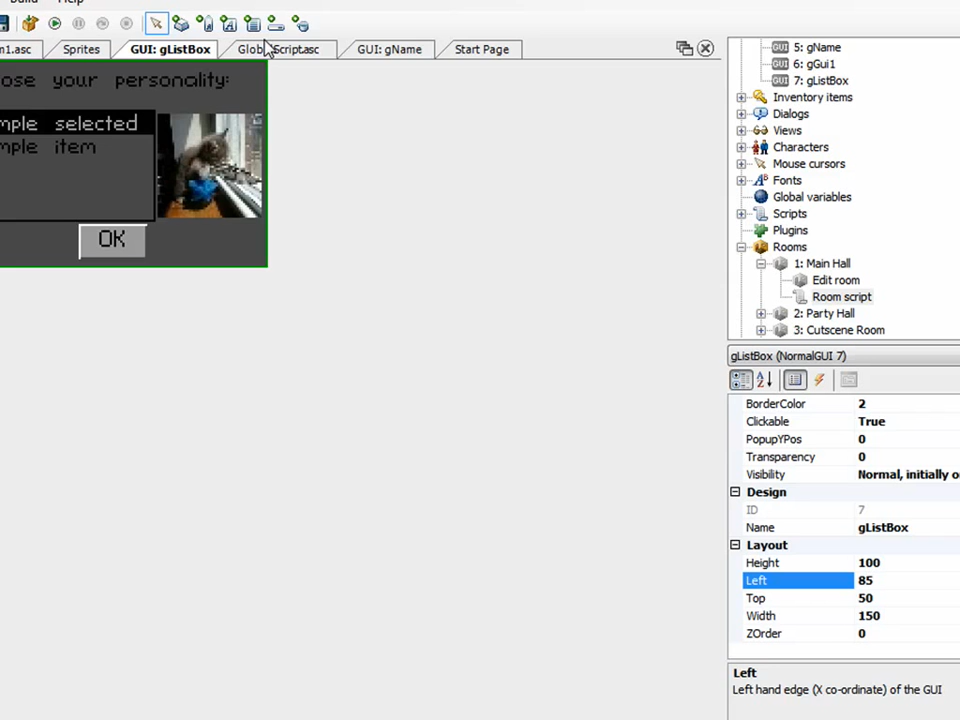 Build Help
m1.asc Sprites GUI: gListBox GlobalScript.asc GUI: gName Start Page
ose your personality:
mple selected
mple item
OK
5: gName
6: gGui1
7: gListBox
Inventory items
Dialogs
Views
Characters
Mouse cursors
Fonts
Global variables
Scripts
Plugins
Rooms
1: Main Hall
Edit room
Room script
2: Party Hall
3: Cutscene Room
gListBox (NormalGUI 7)
BorderColor 2
Clickable True
PopupYPos 0
Transparency 0
Visibility Normal, initially o
Design
ID 7
Name gListBox
Layout
Height 100
Left 85
Top 50
Width 150
ZOrder 0
Left
Left hand edge (X co-ordinate) of the GUI